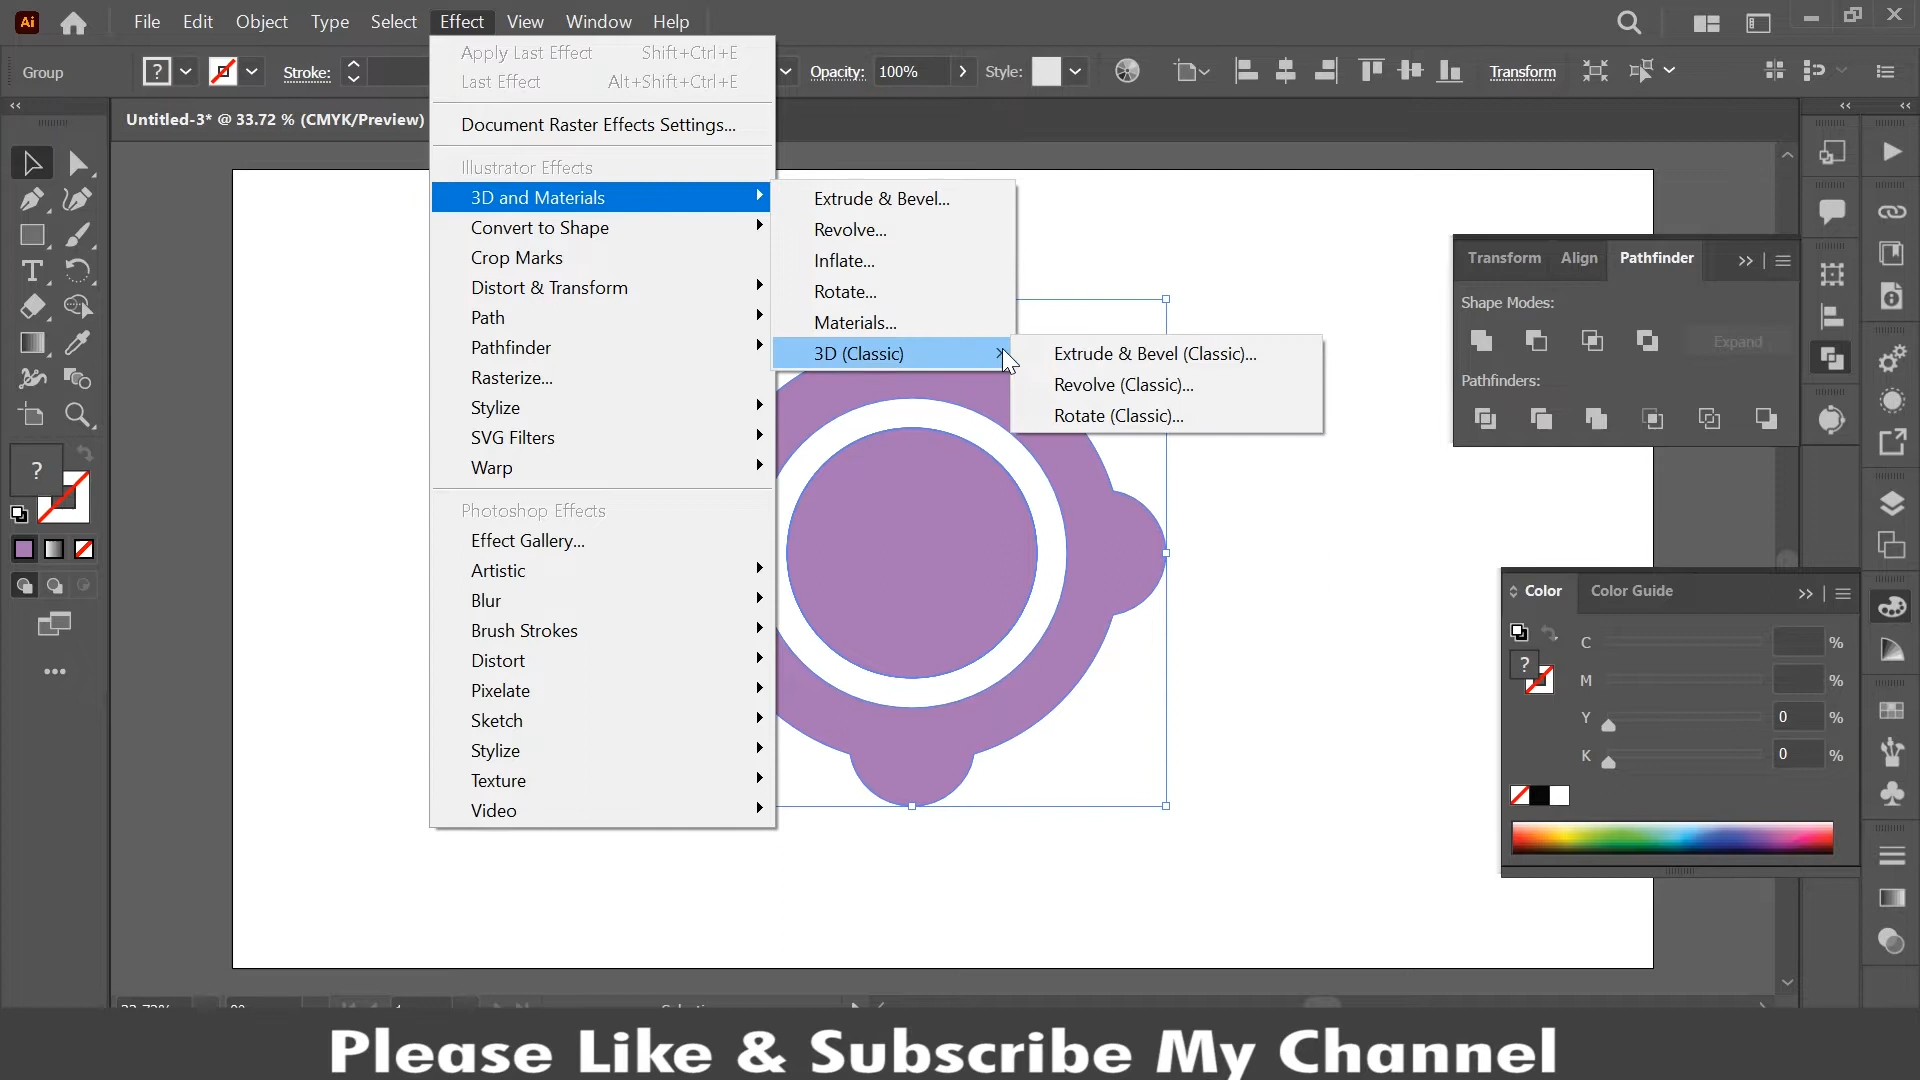 Ai File Edit Object Type Select Effect View Window Help
Group Stroke: Opacity: 100% Style: Transform
Untitled-3* @ 33.72 % (CMYK/Preview)
Apply Last Effect Shift+Ctrl+E
Last Effect Alt+Shift+Ctrl+E
Document Raster Effects Settings...
Illustrator Effects
3D and Materials
Convert to Shape
Crop Marks
Distort & Transform
Path
Pathfinder
Rasterize...
Stylize
SVG Filters
Warp
Photoshop Effects
Effect Gallery...
Artistic
Blur
Brush Strokes
Distort
Pixelate
Sketch
Stylize
Texture
Video
Extrude & Bevel...
Revolve...
Inflate...
Rotate...
Materials...
3D (Classic)
Extrude & Bevel (Classic)...
Revolve (Classic)...
Rotate (Classic)...
Transform Align Pathfinder
Shape Modes:
Expand
Pathfinders:
Color Color Guide
C %
? M %
Y 0 %
K 0 %
?
?
Please Like & Subscribe My Channel